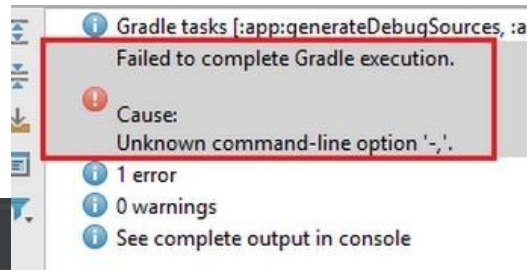 Gradle tasks [:app:generateDebugSources, :a
Failed to complete Gradle execution.
Cause:
Unknown command-line option '-,'.
1 error
0 warnings
See complete output in console